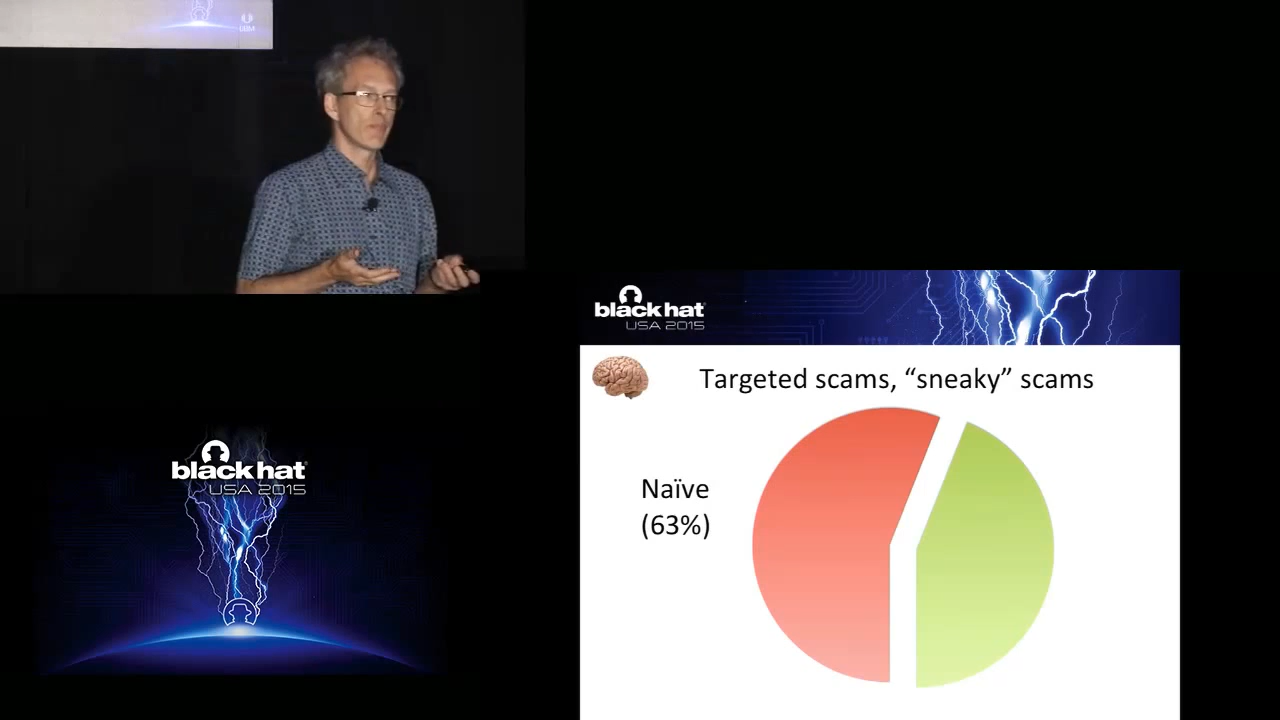 black hat
USA 2015
Targeted scams, “sneaky” scams
Naïve
(63%)
black hat
USA 2015